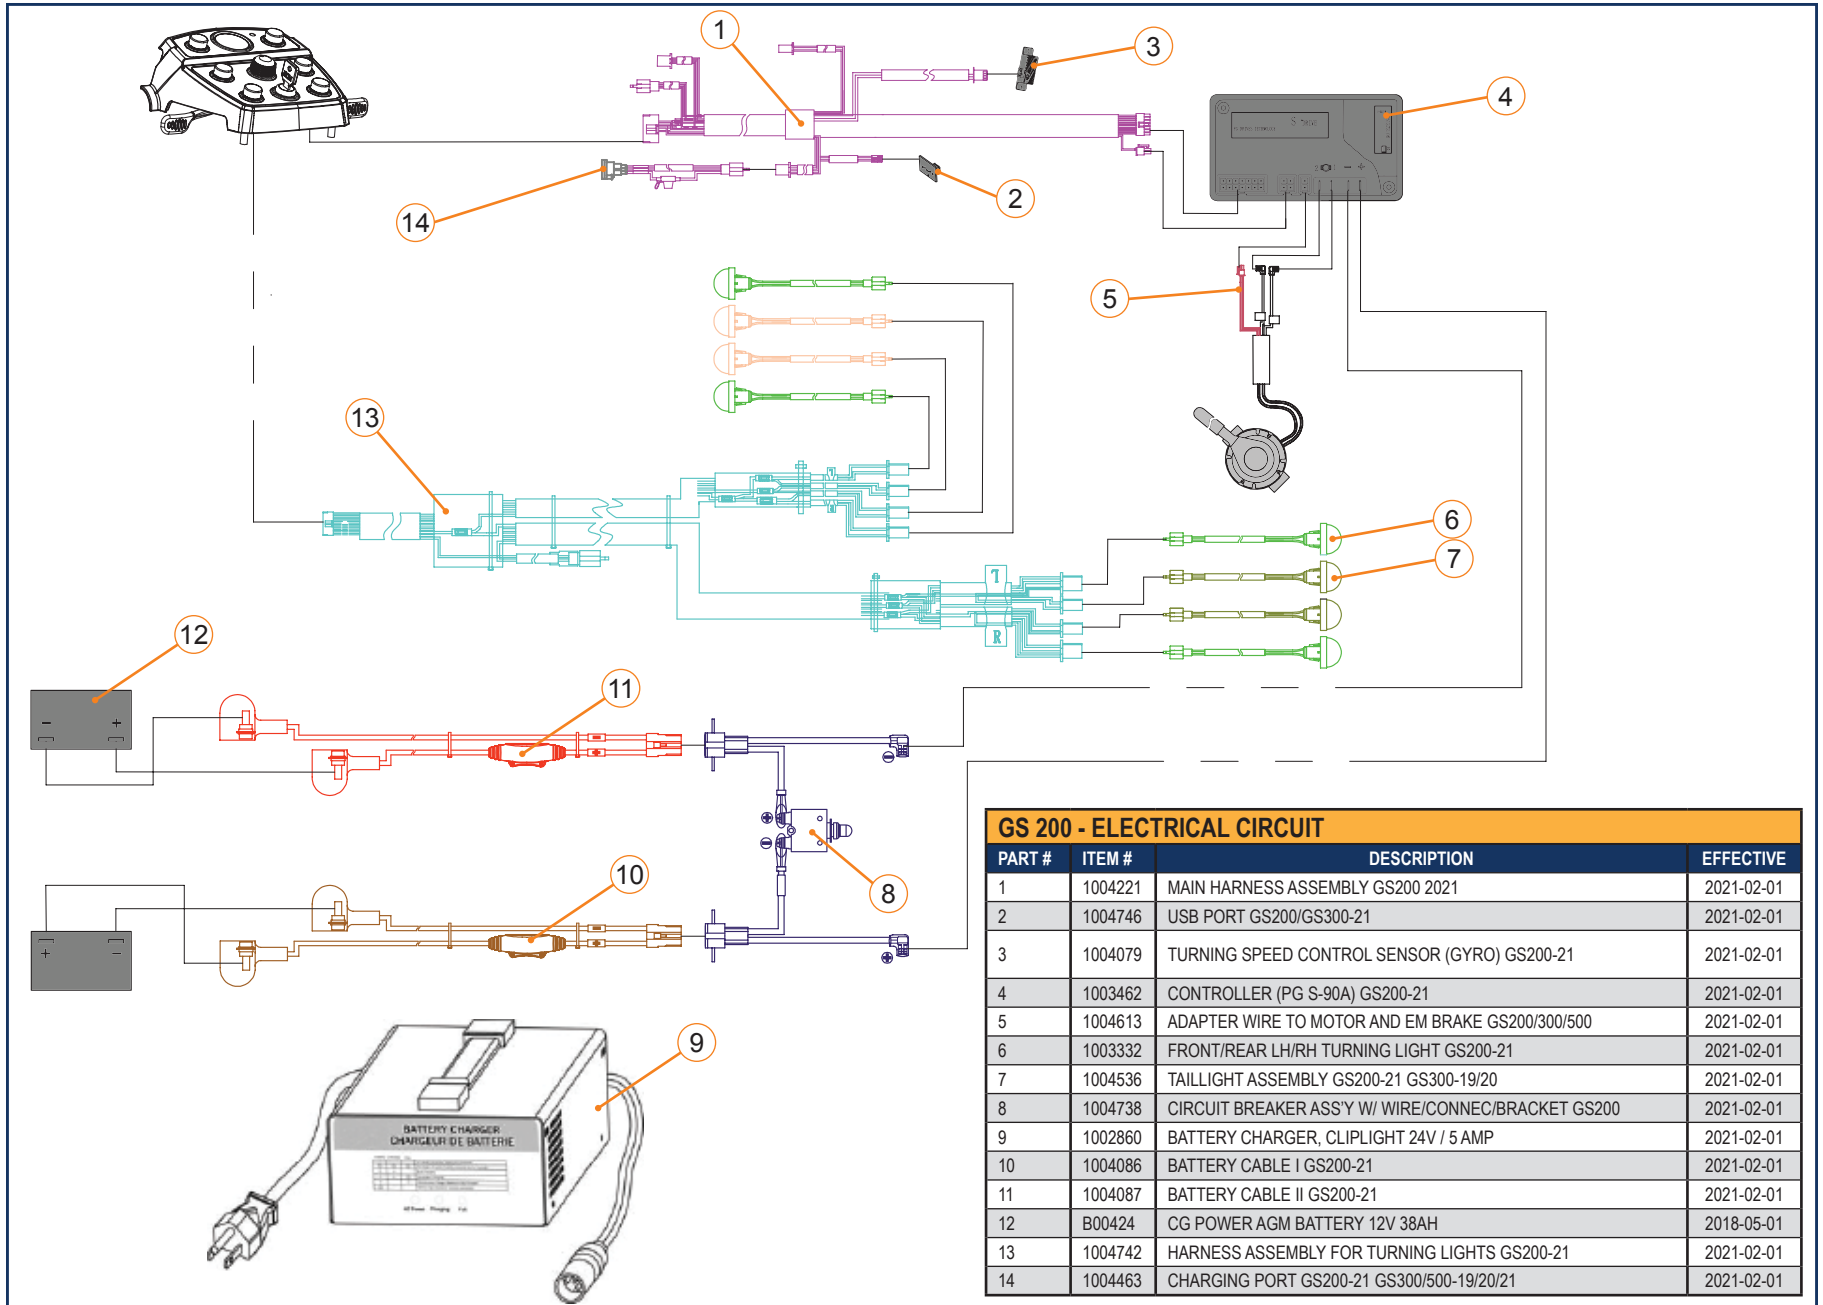 1
3
4
14
2
5
13
6
7
12
11
L
R
- +
8
10
+ -
9
BATTERY CHARGER
CHARGEUR DE BATTERIE
GS 200 - ELECTRICAL CIRCUIT
PART # ITEM # DESCRIPTION EFFECTIVE
1 1004221 MAIN HARNESS ASSEMBLY GS200 2021 2021-02-01
2 1004746 USB PORT GS200/GS300-21 2021-02-01
3 1004079 TURNING SPEED CONTROL SENSOR (GYRO) GS200-21 2021-02-01
4 1003462 CONTROLLER (PG S-90A) GS200-21 2021-02-01
5 1004613 ADAPTER WIRE TO MOTOR AND EM BRAKE GS200/300/500 2021-02-01
6 1003332 FRONT/REAR LH/RH TURNING LIGHT GS200-21 2021-02-01
7 1004536 TAILLIGHT ASSEMBLY GS200-21 GS300-19/20 2021-02-01
8 1004738 CIRCUIT BREAKER ASS'Y W/ WIRE/CONNEC/BRACKET GS200 2021-02-01
9 1002860 BATTERY CHARGER, CLIPLIGHT 24V / 5 AMP 2021-02-01
10 1004086 BATTERY CABLE I GS200-21 2021-02-01
11 1004087 BATTERY CABLE II GS200-21 2021-02-01
12 B00424 CG POWER AGM BATTERY 12V 38AH 2018-05-01
13 1004742 HARNESS ASSEMBLY FOR TURNING LIGHTS GS200-21 2021-02-01
14 1004463 CHARGING PORT GS200-21 GS300/500-19/20/21 2021-02-01